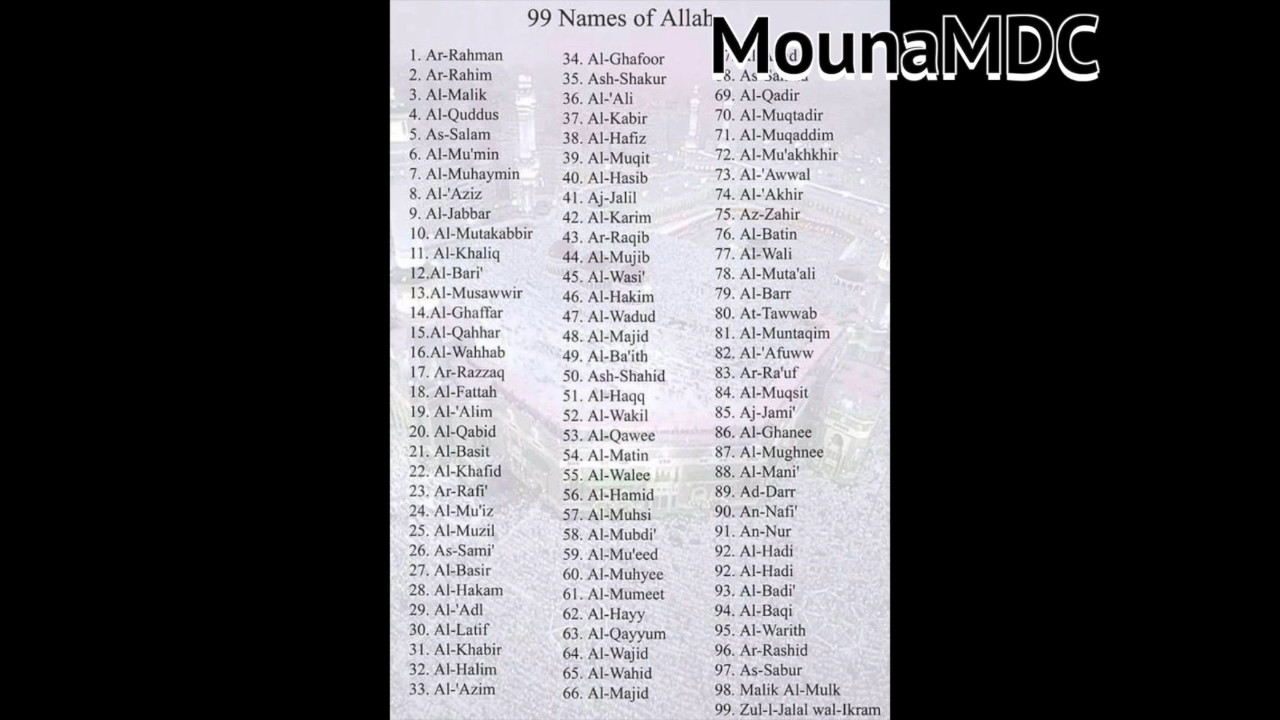 99 Names of Allah
MounaMDC
1. Ar-Rahman
2. Ar-Rahim
3. Al-Malik
4. Al-Quddus
5. As-Salam
6. Al-Mu'min
7. Al-Muhaymin
8. Al-'Aziz
9. Al-Jabbar
10. Al-Mutakabbir
11. Al-Khaliq
12.Al-Bari'
13.Al-Musawwir
14.Al-Ghaffar
15.Al-Qahhar
16.Al-Wahhab
17. Ar-Razzaq
18. Al-Fattah
19. Al-'Alim
20. Al-Qabid
21. Al-Basit
22. Al-Khafid
23. Ar-Rafi'
24. Al-Mu'iz
25. Al-Muzil
26. As-Sami'
27. Al-Basir
28. Al-Hakam
29. Al-'Adl
30. Al-Latif
31. Al-Khabir
32. Al-Halim
33. Al-'Azim
34. Al-Ghafoor
35. Ash-Shakur
36. Al-'Ali
37. Al-Kabir
38. Al-Hafiz
39. Al-Muqit
40. Al-Hasib
41. Aj-Jalil
42. Al-Karim
43. Ar-Raqib
44. Al-Mujib
45. Al-Wasi'
46. Al-Hakim
47. Al-Wadud
48. Al-Majid
49. Al-Ba'ith
50. Ash-Shahid
51. Al-Haqq
52. Al-Wakil
53. Al-Qawee
54. Al-Matin
55. Al-Walee
56. Al-Hamid
57. Al-Muhsi
58. Al-Mubdi'
59. Al-Mu'eed
60. Al-Muhyee
61. Al-Mumeet
62. Al-Hayy
63. Al-Qayyum
64. Al-Wajid
65. Al-Wahid
66. Al-Majid
69. Al-Qadir
70. Al-Muqtadir
71. Al-Muqaddim
72. Al-Mu'akhkhir
73. Al-'Awwal
74. Al-'Akhir
75. Az-Zahir
76. Al-Batin
77. Al-Wali
78. Al-Muta'ali
79. Al-Barr
80. At-Tawwab
81. Al-Muntaqim
82. Al-'Afuww
83. Ar-Ra'uf
84. Al-Muqsit
85. Aj-Jami'
86. Al-Ghanee
87. Al-Mughnee
88. Al-Mani'
89. Ad-Darr
90. An-Nafi'
91. An-Nur
92. Al-Hadi
92. Al-Hadi
93. Al-Badi'
94. Al-Baqi
95. Al-Warith
96. Ar-Rashid
97. As-Sabur
98. Malik Al-Mulk
99. Zul-l-Jalal wal-Ikram